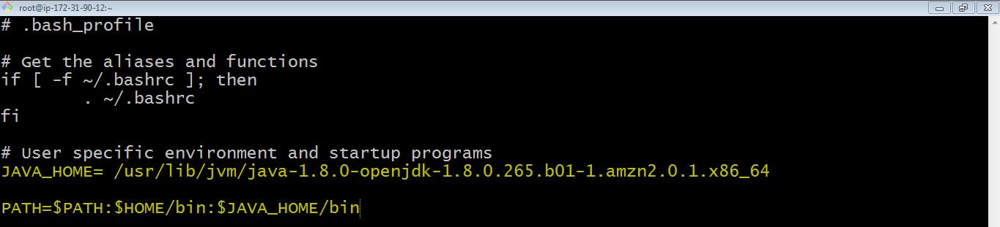 root@ip-172-31-90-12:~
# .bash_profile
# Get the aliases and functions
if [ -f ~/.bashrc ]; then
        . ~/.bashrc
fi
# User specific environment and startup programs
JAVA_HOME= /usr/lib/jvm/java-1.8.0-openjdk-1.8.0.265.b01-1.amzn2.0.1.x86_64
PATH=$PATH:$HOME/bin:$JAVA_HOME/bin